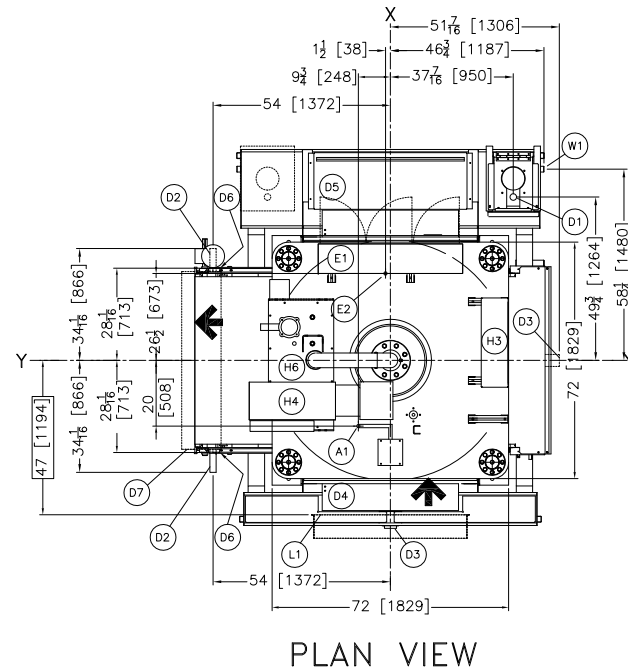 X
51 7/16 [1306]
1 1/2 [38]
46 3/4 [1187]
9 3/4 [248]
37 7/16 [950]
54 [1372]
W1
D5
D2
D6
D1
E1
E2
34 1/16 [866]
28 1/16 [713]
26 1/2 [673]
49 3/4 [1264]
58 1/4 [1480]
H3
D3
Y
H6
72 [1829]
H4
20 [508]
28 1/16 [713]
34 1/16 [866]
47 [1194]
A1
D7
D4
D2
D6
L1
D3
54 [1372]
72 [1829]
PLAN VIEW